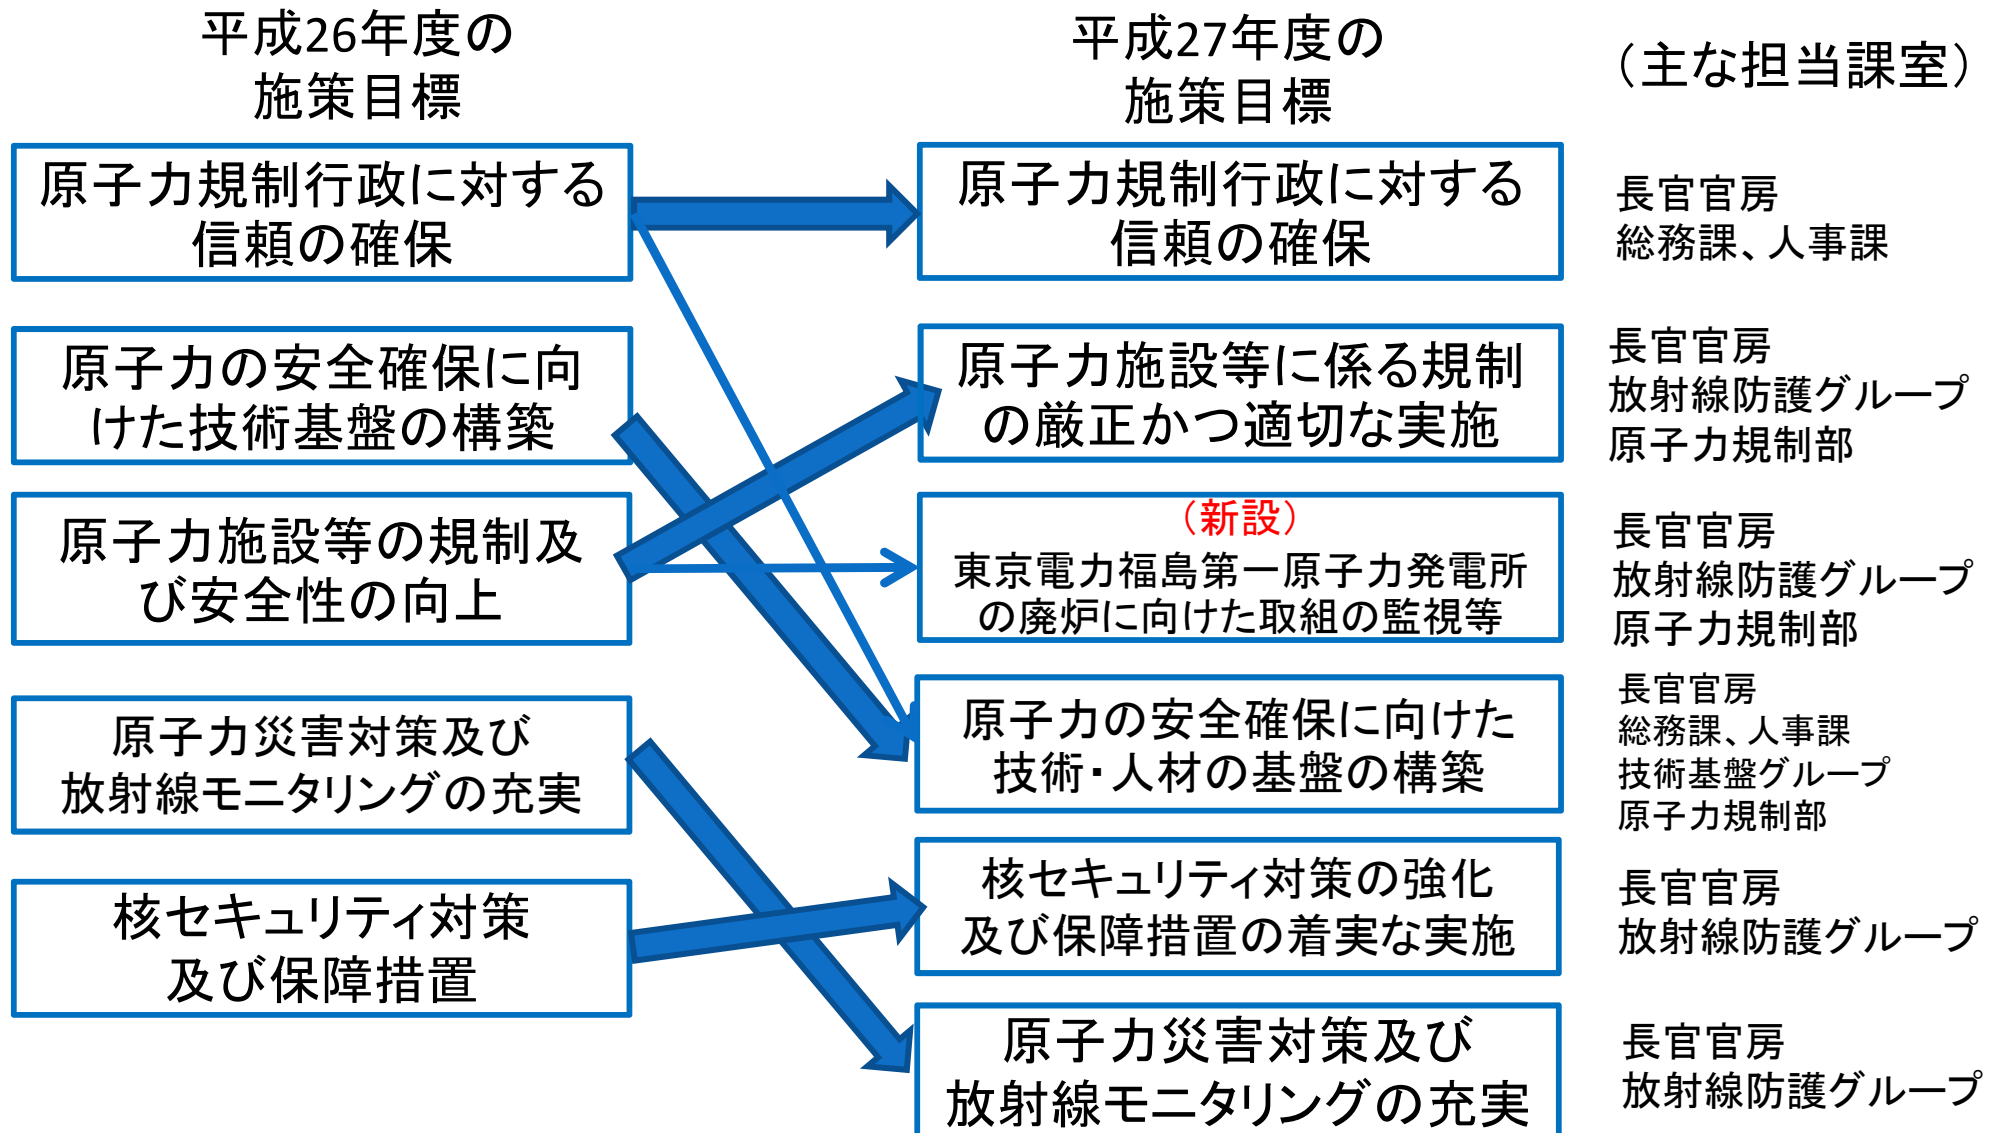 平成26年度の
施策目標
平成27年度の
施策目標
（主な担当課室）
原子力規制行政に対する
信頼の確保
原子力規制行政に対する
信頼の確保
長官官房
総務課、人事課
原子力の安全確保に向
けた技術基盤の構築
原子力施設等に係る規制
の厳正かつ適切な実施
長官官房
放射線防護グループ
原子力規制部
原子力施設等の規制及
び安全性の向上
（新設）
東京電力福島第一原子力発電所
の廃炉に向けた取組の監視等
長官官房
放射線防護グループ
原子力規制部
原子力災害対策及び
放射線モニタリングの充実
原子力の安全確保に向けた
技術・人材の基盤の構築
長官官房
総務課、人事課
技術基盤グループ
原子力規制部
核セキュリティ対策
及び保障措置
核セキュリティ対策の強化
及び保障措置の着実な実施
長官官房
放射線防護グループ
原子力災害対策及び
放射線モニタリングの充実
長官官房
放射線防護グループ